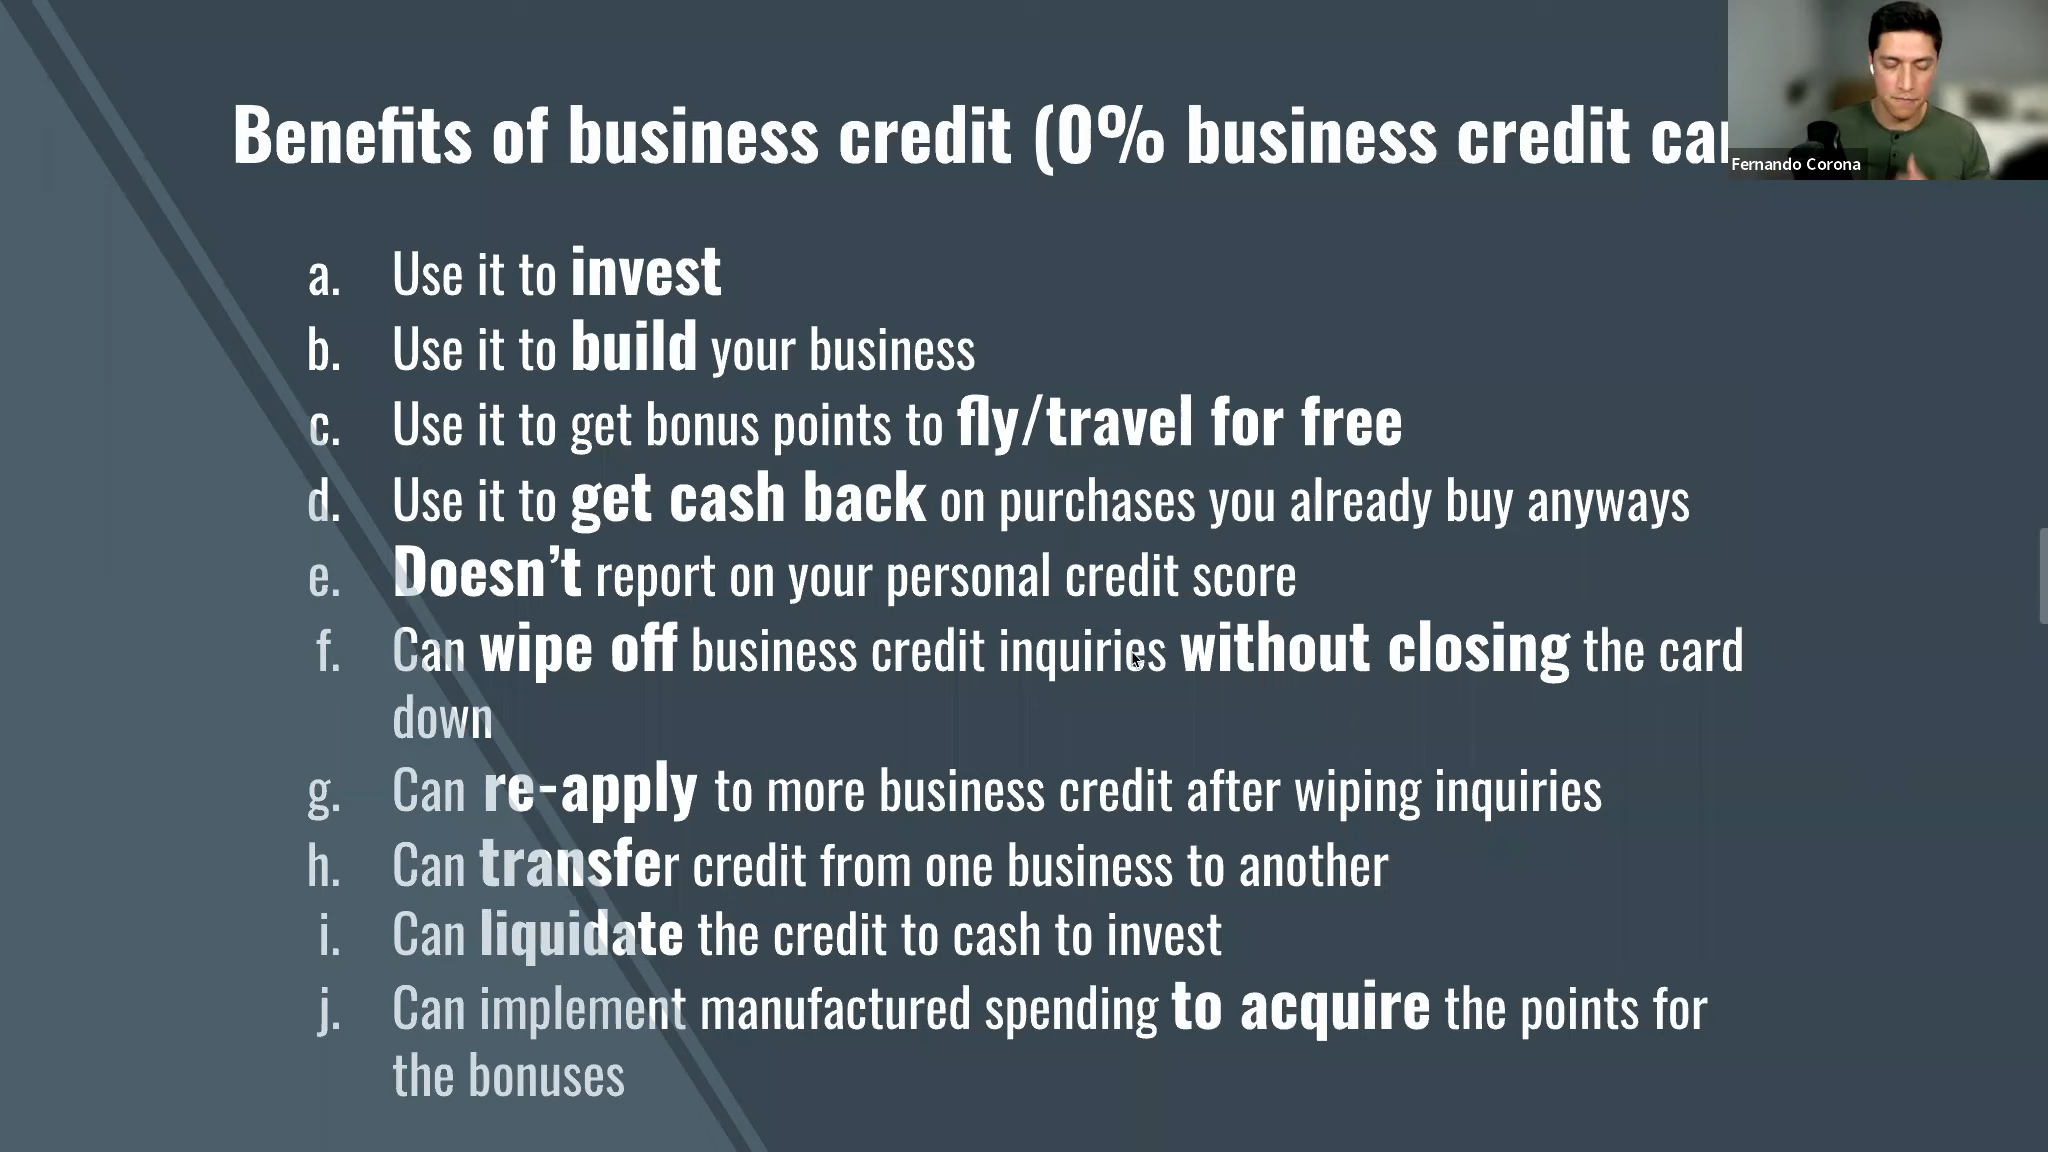 Benefits of business credit (0% business credit
Fernando Corona
a. Use it to invest
b. Use it to build your business
c. Use it to get bonus points to fly/travel for free
d. Use it to get cash back on purchases you already buy anyways
e. Doesn't report on your personal credit score
f. Can wipe off business credit inquiries without closing the card
down
g. Can re-apply to more business credit after wiping inquiries
h. Can transfer credit from one business to another
i. Can liquidate the credit to cash to invest
j. Can implement manufactured spending to acquire the points for
the bonuses